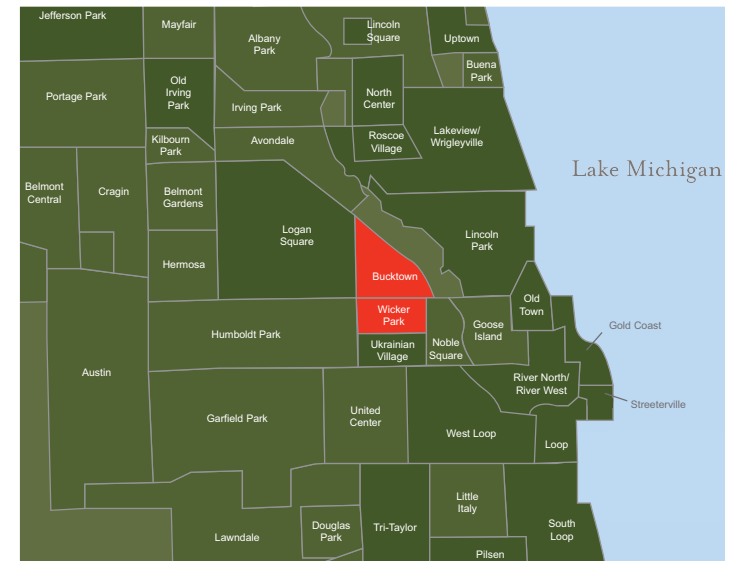 Jefferson Park
Mayfair
Albany
Park
Lincoln
Square
Uptown
Buena
Park
Portage Park
Old
Irving
Park
Irving Park
North
Center
Kilbourn
Park
Avondale
Roscoe
Village
Lakeview/
Wrigleyville
Lake Michigan
Belmont
Central
Cragin
Belmont
Gardens
Logan
Square
Lincoln
Park
Hermosa
Bucktown
Old
Town
Wicker
Park
Goose
Island
Gold Coast
Humboldt Park
Ukrainian
Village
Noble
Square
Austin
River North/
River West
Streeterville
Garfield Park
United
Center
West Loop
Loop
Little
Italy
Lawndale
Douglas
Park
Tri-Taylor
South
Loop
Pilsen